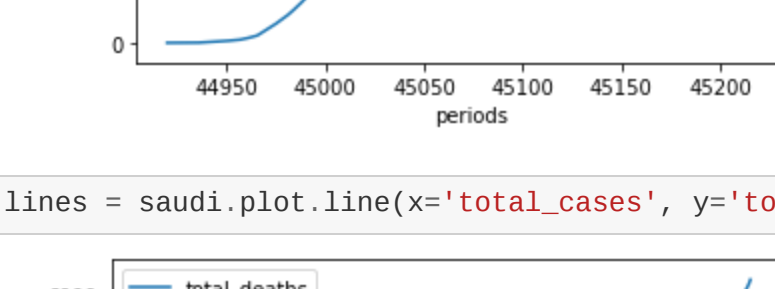 0
44950 45000 45050 45100 45150 45200
periods
lines = saudi.plot.line(x='total_cases', y='to
total_deaths